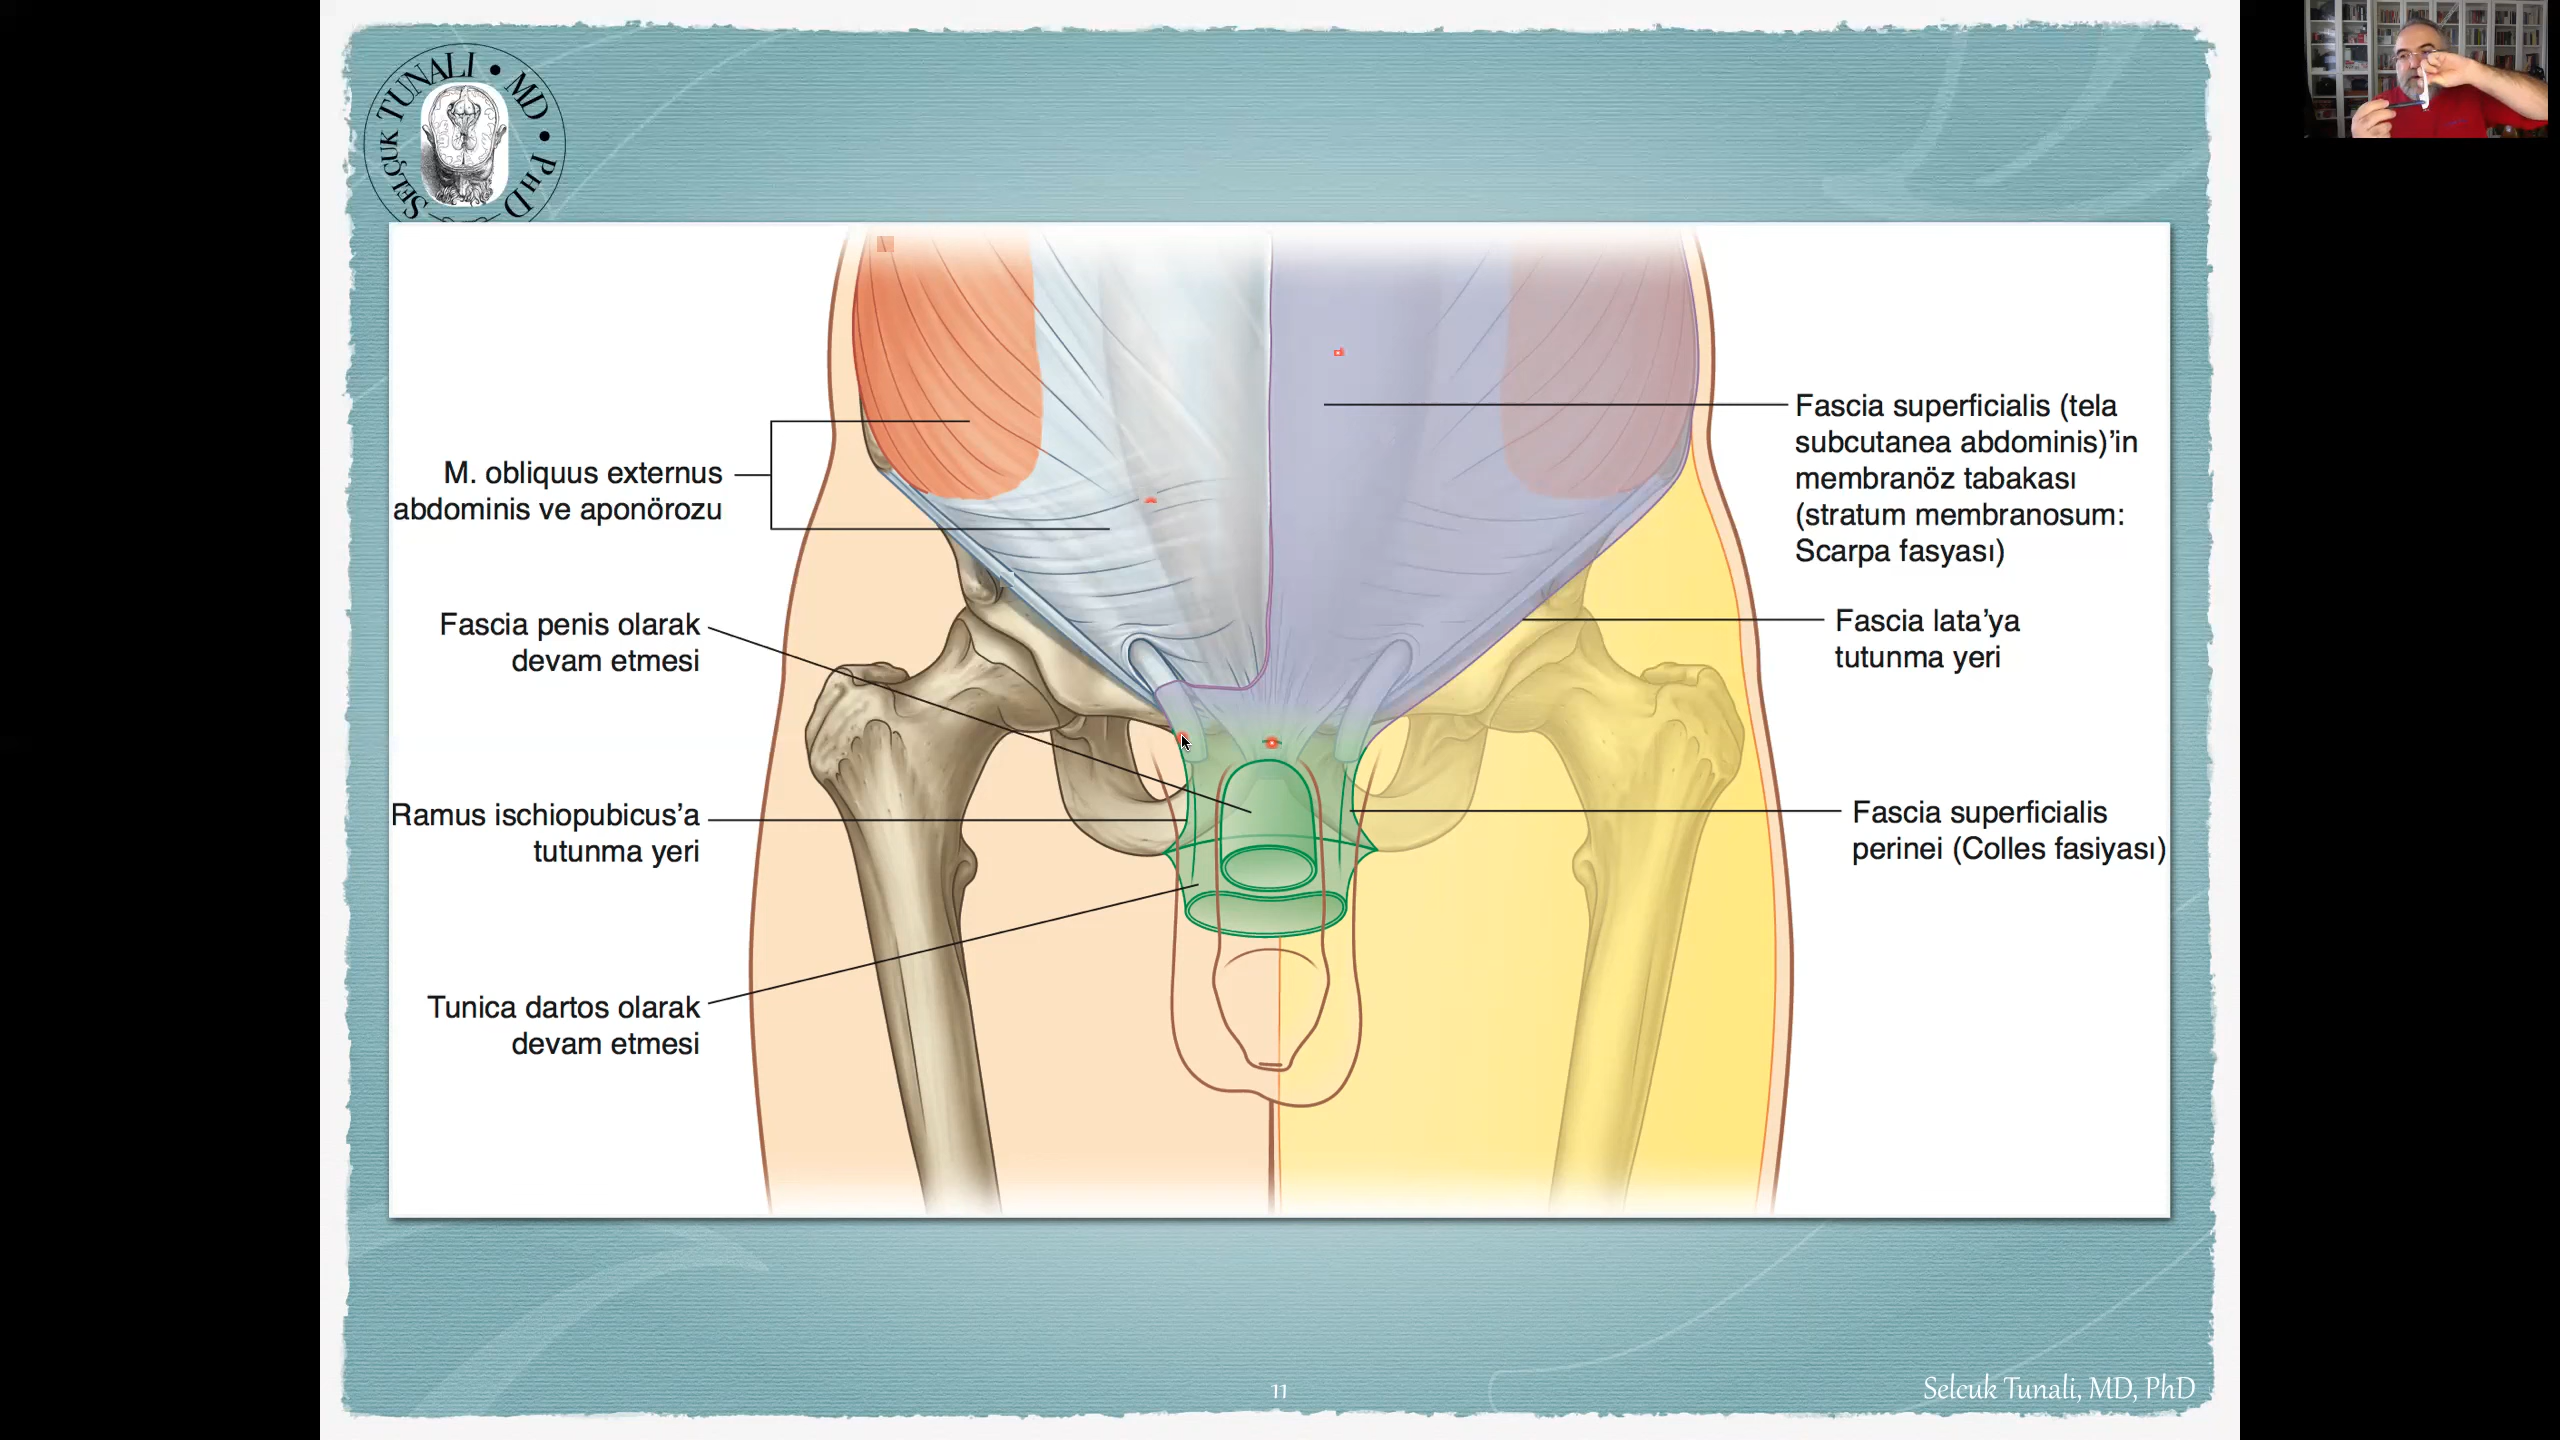 SELÇUK TUNALI • MD • PhD
M. obliquus externus
abdominis ve aponörozu
Fascia penis olarak
devam etmesi
Ramus ischiopubicus’a
tutunma yeri
Tunica dartos olarak
devam etmesi
Fascia superficialis (tela
subcutanea abdominis)’in
membranöz tabakası
(stratum membranosum:
Scarpa fasyası)
Fascia lata’ya
tutunma yeri
Fascia superficialis
perinei (Colles fasiyası)
11
Selcuk Tunali, MD, PhD